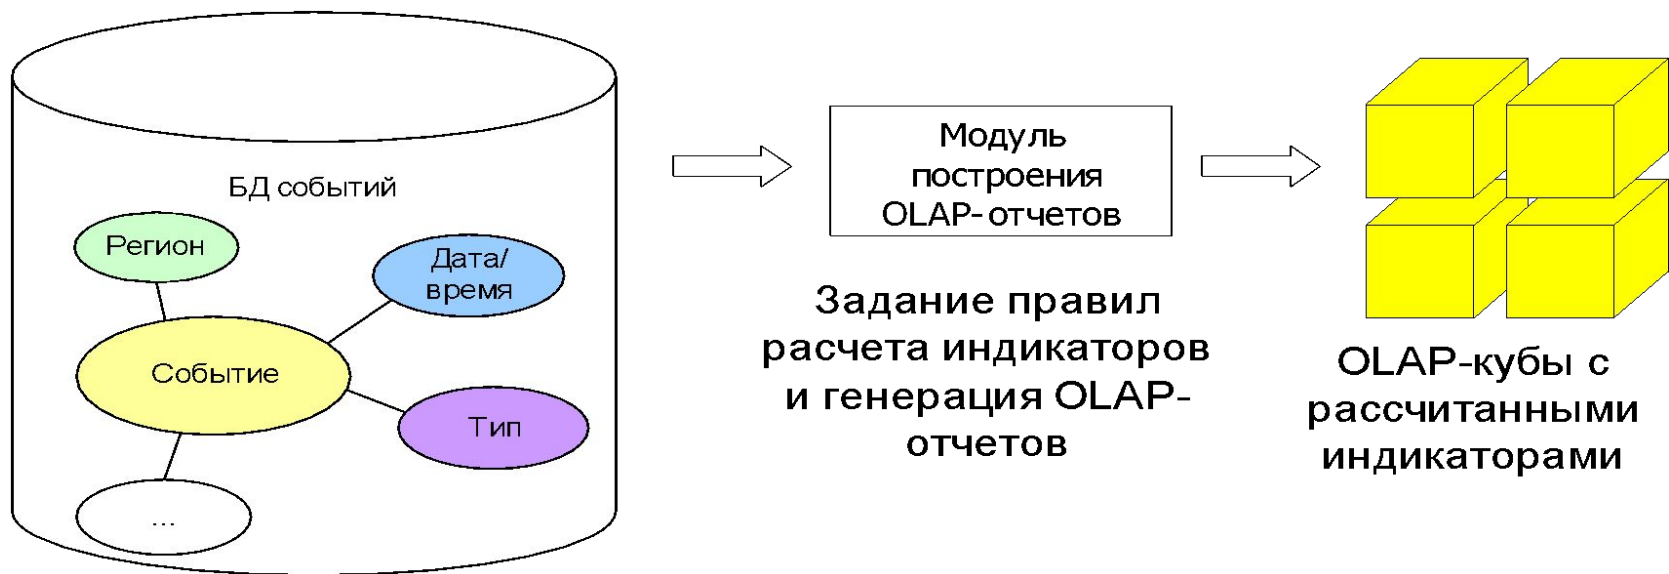 БД событий
Регион
Дата/
время
Событие
Тип
...
Модуль
построения
OLAP-отчетов
Задание правил
расчета индикаторов
и генерация OLAP-
отчетов
OLAP-кубы с
рассчитанными
индикаторами